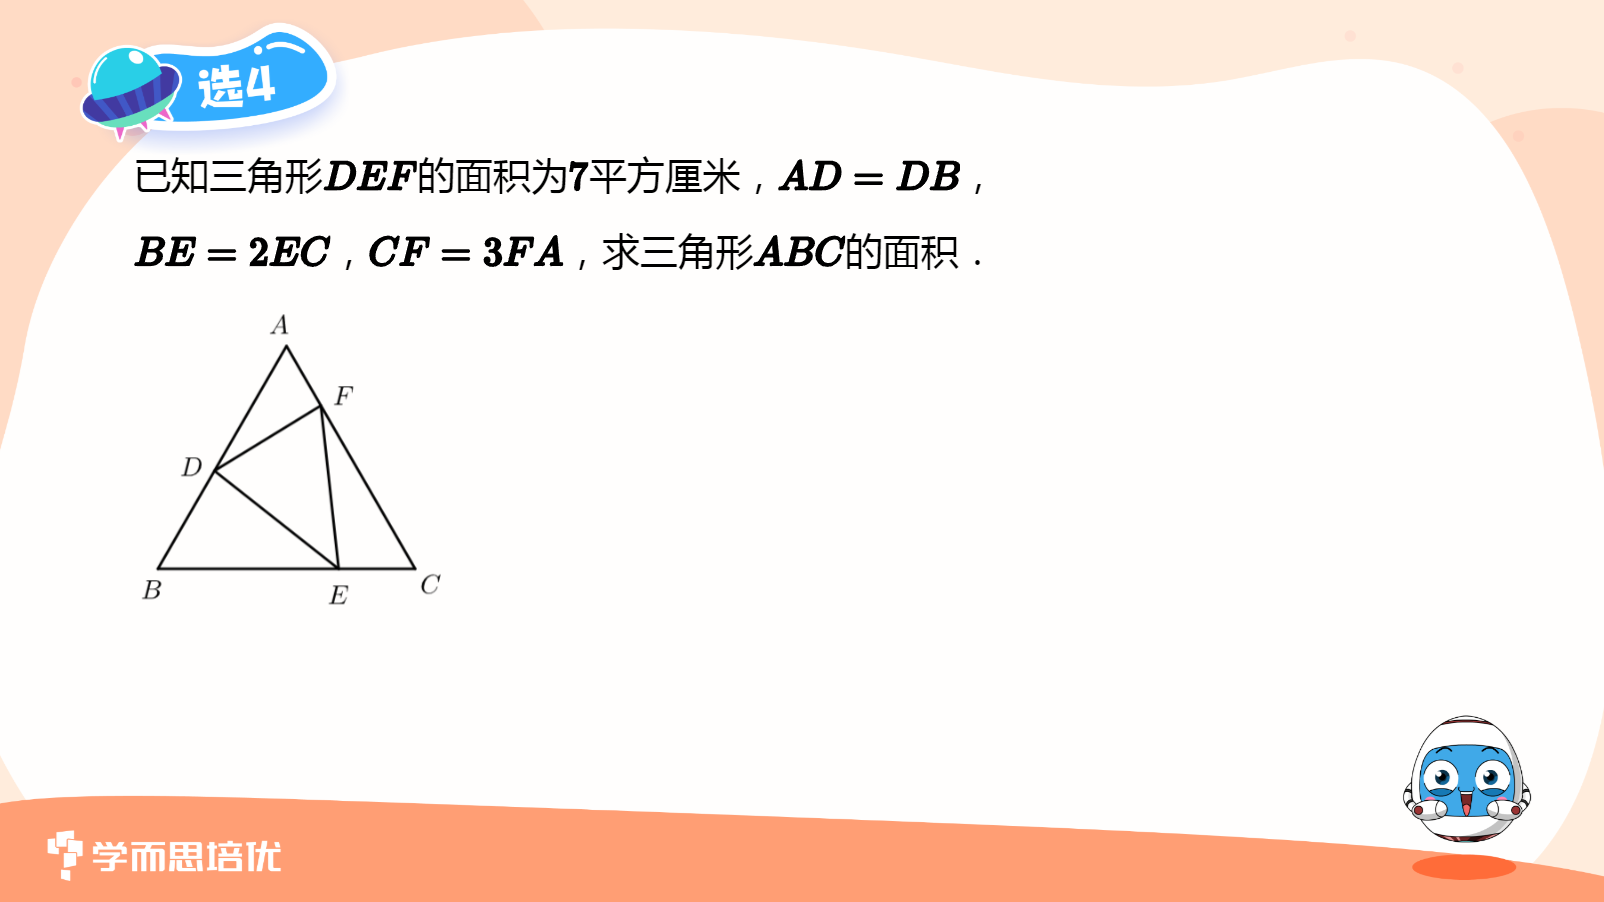 选4
已知三角形DEF的面积为7平方厘米，AD = DB，
BE = 2EC，CF = 3FA，求三角形ABC的面积．
A
F
D
B
E
C
学而思培优